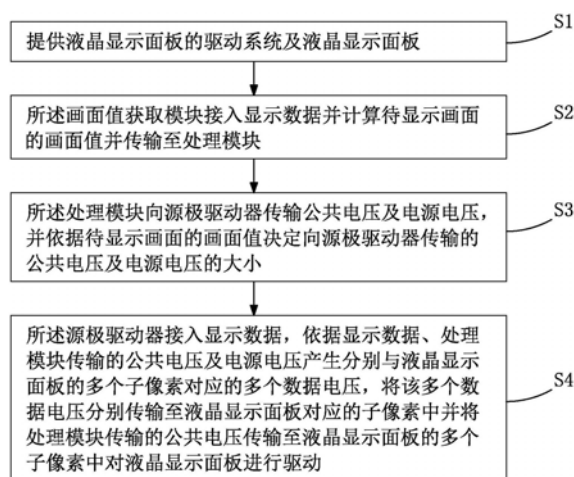 提供液晶显示面板的驱动系统及液晶显示面板
S1
所述画面值获取模块接入显示数据并计算待显示画面
的画面值并传输至处理模块
S2
所述处理模块向源极驱动器传输公共电压及电源电压，
并依据待显示画面的画面值决定向源极驱动器传输的
公共电压及电源电压的大小
S3
所述源极驱动器接入显示数据，依据显示数据、处理
模块传输的公共电压及电源电压产生分别与液晶显示
面板的多个子像素对应的多个数据电压，将该多个数
据电压分别传输至液晶显示面板对应的子像素中并将
处理模块传输的公共电压传输至液晶显示面板的多个
子像素中对液晶显示面板进行驱动
S4